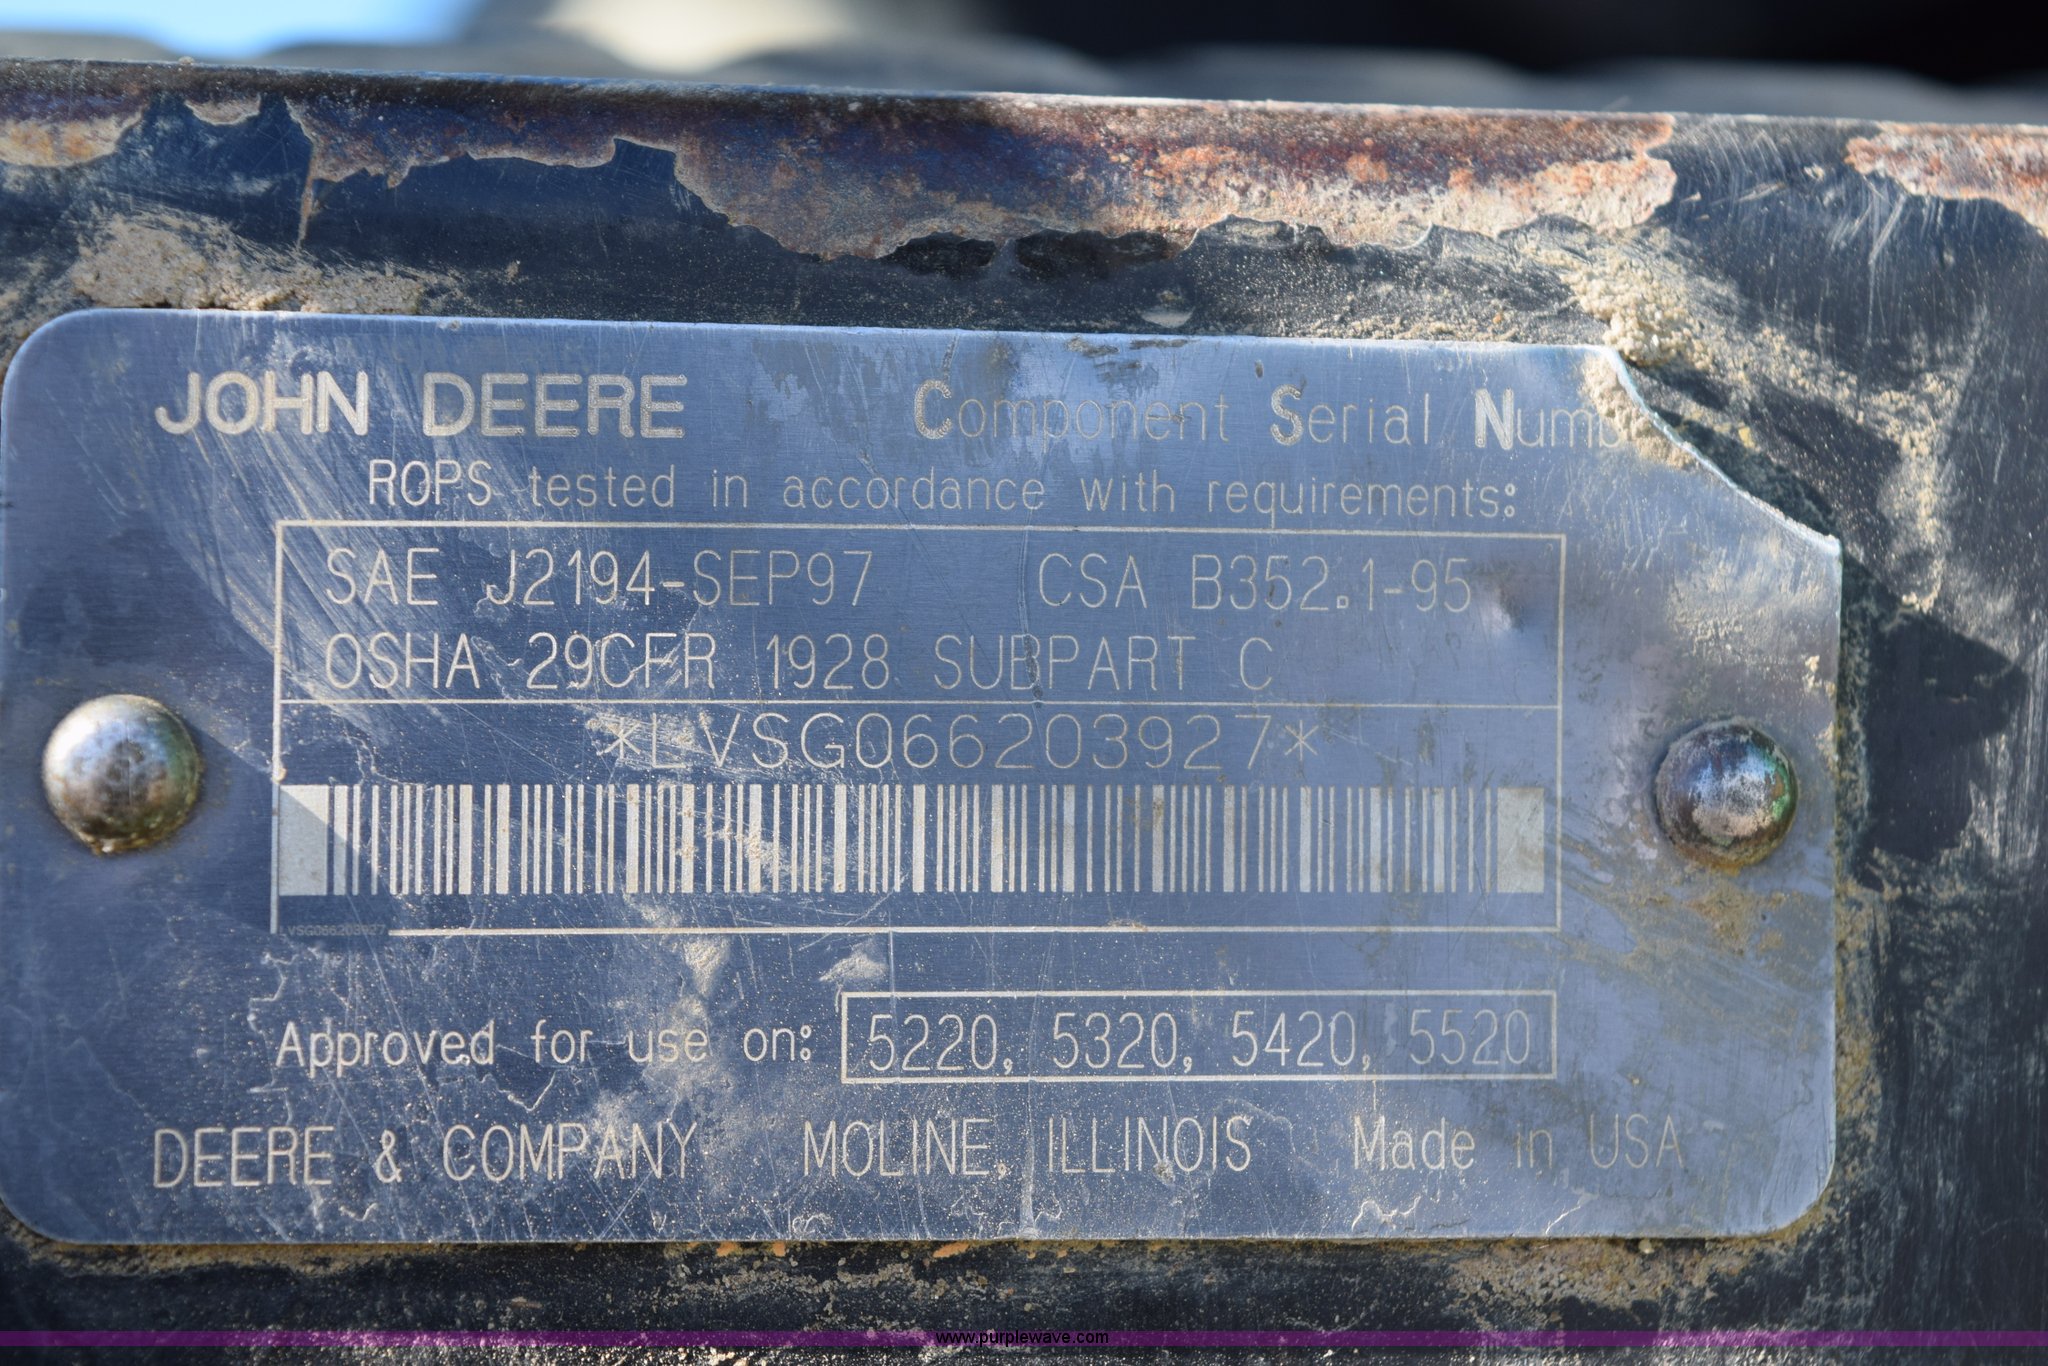 JOHN DEERE Component Serial Numb
ROPS tested in accordance with requirements:
SAE J2194-SEP97 CSA B352.1-95
OSHA 29CFR 1928 SUBPART C
*LVSG066203927*
LVSG066203927
Approved for use on: 5220, 5320, 5420, 5520
DEERE & COMPANY MOLINE, ILLINOIS Made in USA
www.purplewave.com